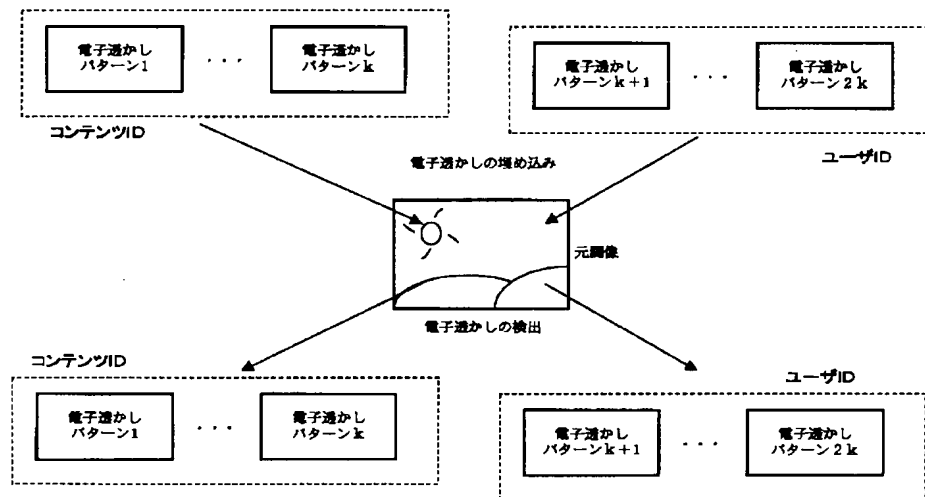 電子透かし
パターン1
・・・
電子透かし
パターンk
コンテンツID
電子透かし
パターンk+1
・・・
電子透かし
パターン2k
ユーザID
電子透かしの埋め込み
元画像
電子透かしの検出
コンテンツID
電子透かし
パターン1
・・・
電子透かし
パターンk
ユーザID
電子透かし
パターンk+1
・・・
電子透かし
パターン2k